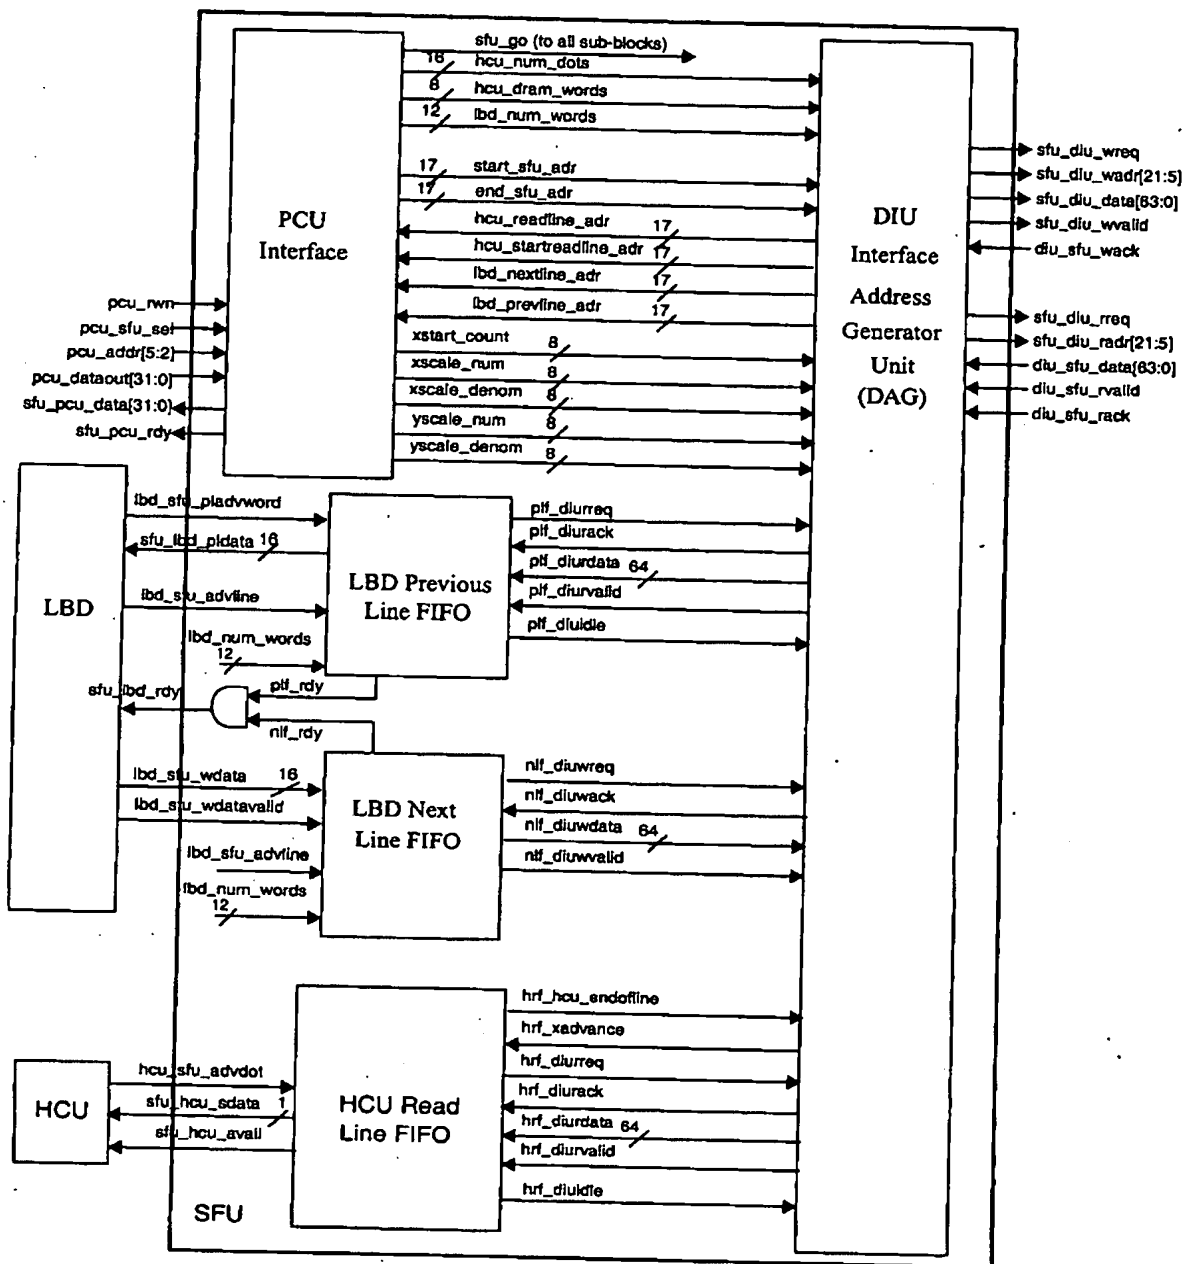 sfu_go (to all sub-blocks)
16 hcu_num_dots
8 hcu_dram_words
12 lbd_num_words
17 start_sfu_adr
17 end_sfu_adr
hcu_readline_adr 17
hcu_startreadline_adr 17
lbd_nextline_adr 17
lbd_prevline_adr 17
xstart_count 8
xscale_num 8
xscale_denom 8
yscale_num 8
yscale_denom 8
PCU
Interface
DIU
Interface
Address
Generator
Unit
(DAG)
sfu_diu_wreq
sfu_diu_wadr[21:5]
sfu_diu_data[63:0]
sfu_diu_wvalid
diu_sfu_wack
sfu_diu_rreq
sfu_diu_radr[21:5]
diu_sfu_data[63:0]
diu_sfu_rvalid
diu_sfu_rack
pcu_rwn
pcu_sfu_sel
pcu_addr[5:2]
pcu_dataout[31:0]
sfu_pcu_data[31:0]
sfu_pcu_rdy
LBD
lbd_sfu_pladvword
sfu_lbd_pldata 16
lbd_sfu_advline
lbd_num_words
12
LBD Previous
Line FIFO
plf_diurreq
plf_diurack
plf_diurdata 64
plf_diurvalid
plf_diuidle
sfu_lbd_rdy
plf_rdy
nlf_rdy
lbd_sfu_wdata 16
lbd_sfu_wdatavalid
lbd_sfu_advline
lbd_num_words
12
LBD Next
Line FIFO
nlf_diuwreq
nlf_diuwack
nlf_diuwdata 64
nlf_diuwvalid
HCU
hcu_sfu_advdot
sfu_hcu_sdata 1
sfu_hcu_avail
HCU Read
Line FIFO
hrf_hcu_endofline
hrf_xadvance
hrf_diurreq
hrf_diurack
hrf_diurdata 64
hrf_diurvalid
hrf_diuidle
SFU